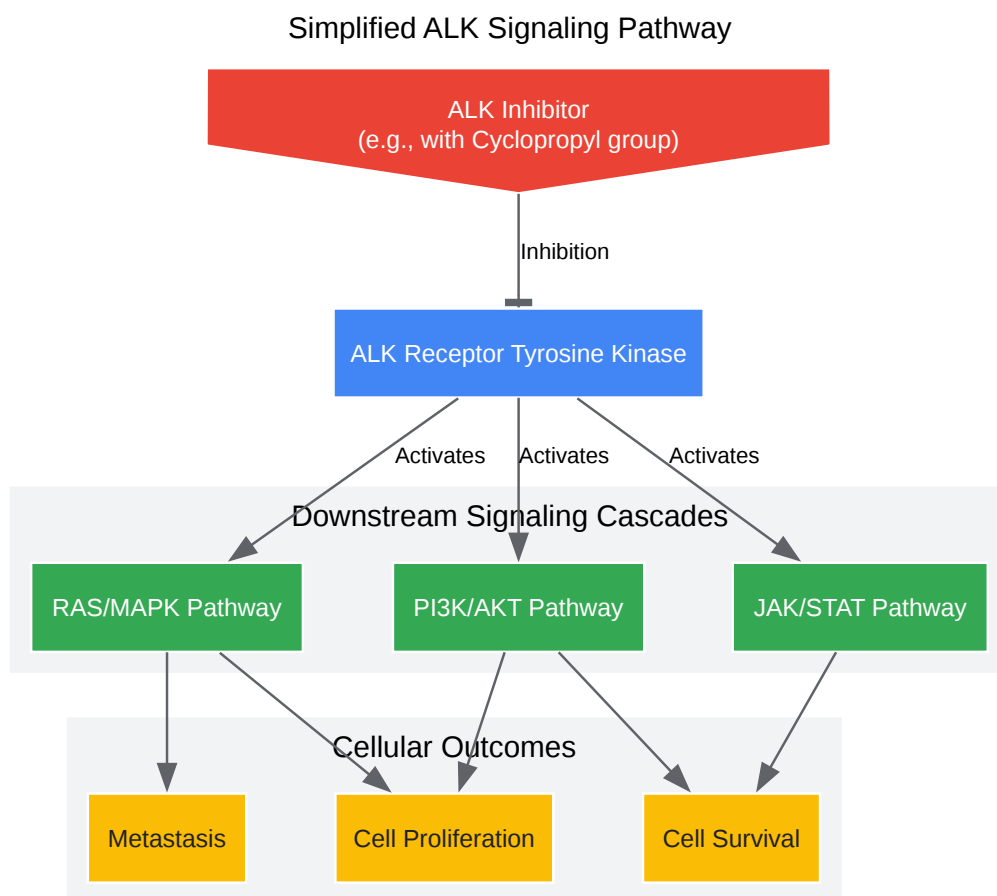 Simplified ALK Signaling Pathway
ALK Inhibitor
(e.g., with Cyclopropyl group)
Inhibition
ALK Receptor Tyrosine Kinase
Activates
Activates
Activates
Downstream Signaling Cascades
RAS/MAPK Pathway
PI3K/AKT Pathway
JAK/STAT Pathway
Cellular Outcomes
Metastasis
Cell Proliferation
Cell Survival